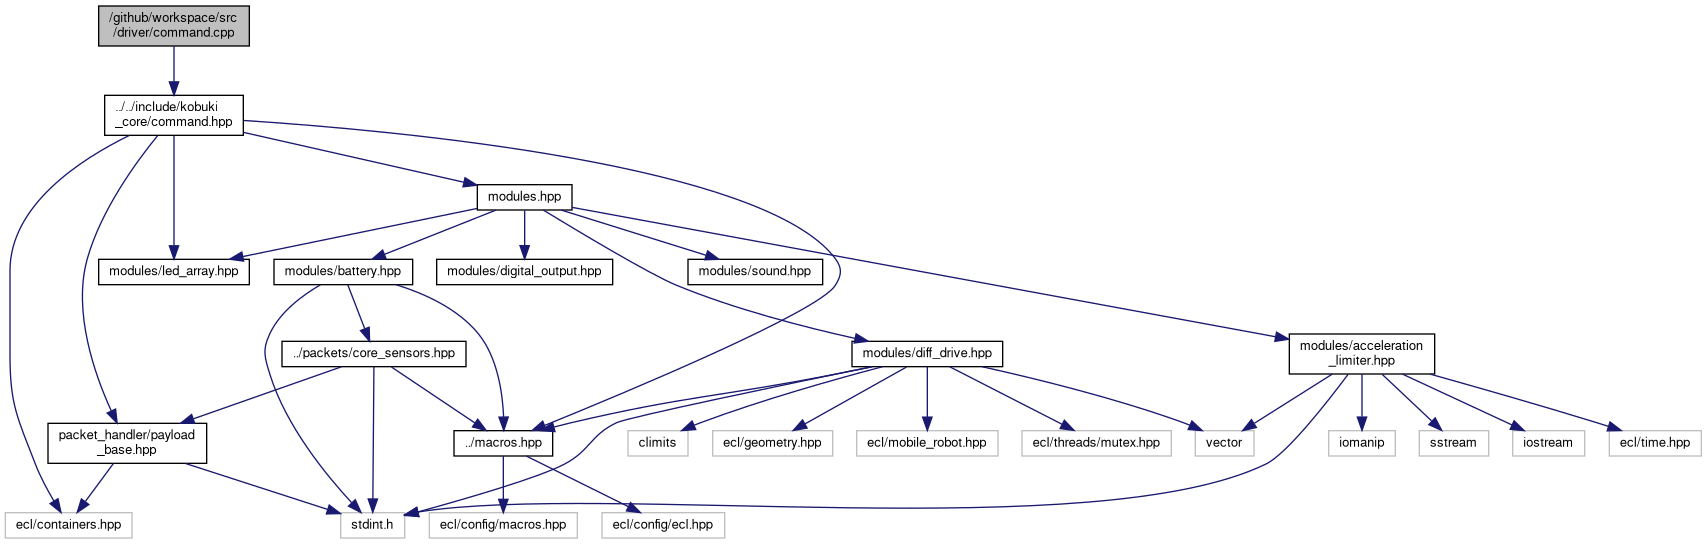 /github/workspace/src
/driver/command.cpp
../../include/kobuki
_core/command.hpp
modules.hpp
modules/led_array.hpp
modules/battery.hpp
modules/digital_output.hpp
modules/sound.hpp
../packets/core_sensors.hpp
modules/diff_drive.hpp
modules/acceleration
_limiter.hpp
packet_handler/payload
_base.hpp
../macros.hpp
climits
ecl/geometry.hpp
ecl/mobile_robot.hpp
ecl/threads/mutex.hpp
vector
iomanip
sstream
iostream
ecl/time.hpp
ecl/containers.hpp
stdint.h
ecl/config/macros.hpp
ecl/config/ecl.hpp